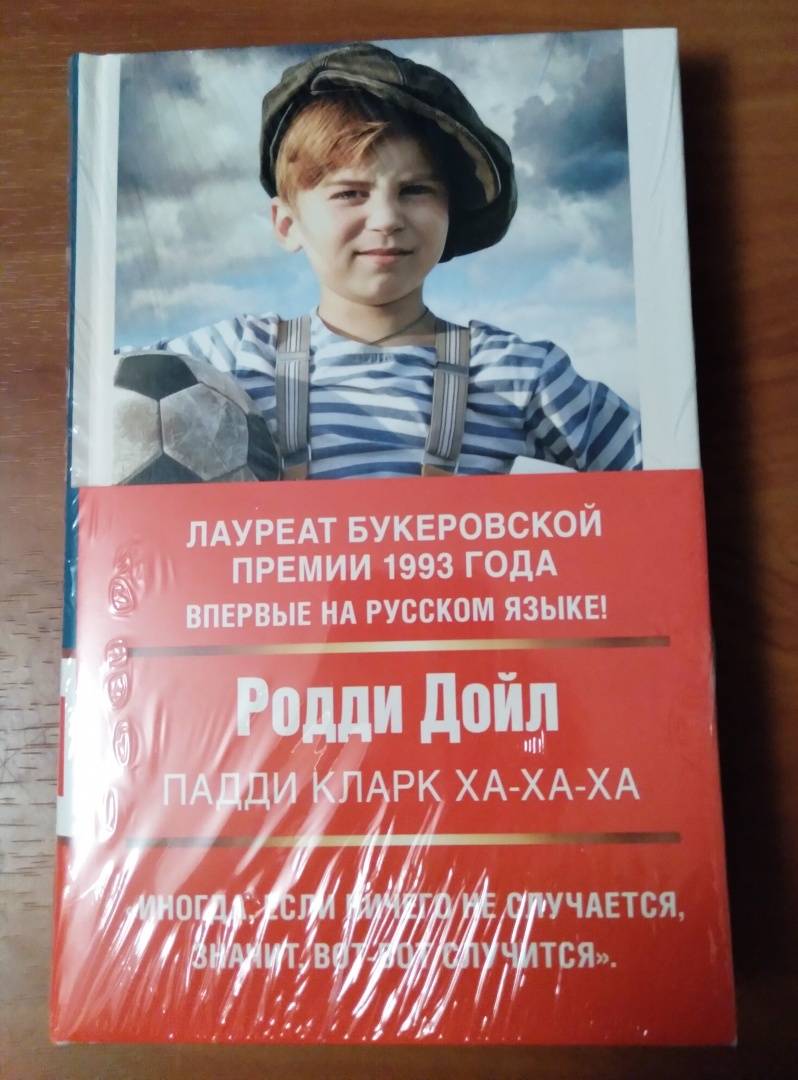 ЛАУРЕАТ БУКЕРОВСКОЙ
ПРЕМИИ 1993 ГОДА
ВПЕРВЫЕ НА РУССКОМ ЯЗЫКЕ!
Родди Дойл
ПАДДИ КЛАРК ХА-ХА-ХА
«ИНОГДА, ЕСЛИ НИЧЕГО НЕ СЛУЧАЕТСЯ,
ЗНАЧИТ, ВОТ-ВОТ СЛУЧИТСЯ».